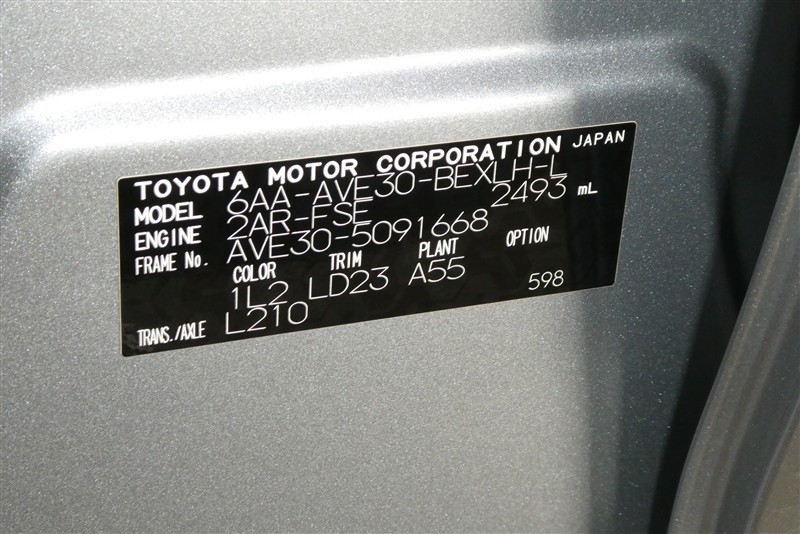 TOYOTA MOTOR CORPORATION JAPAN
MODEL 6AA-AVE30-BEXLH-L
ENGINE 2AR-FSE 2493 mL
FRAME No. AVE30-5091668
COLOR TRIM PLANT OPTION
1L2 LD23 A55
TRANS./AXLE L210 598